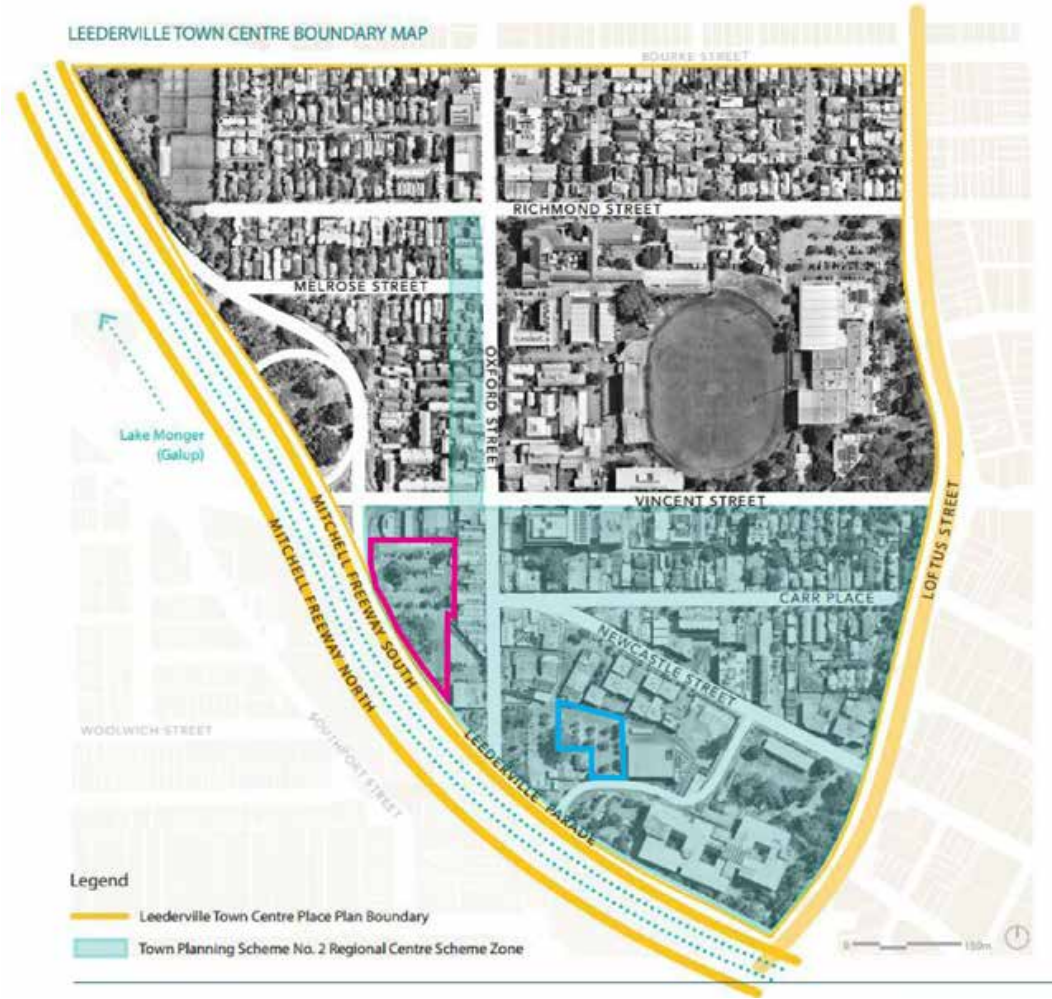 LEEDERVILLE TOWN CENTRE BOUNDARY MAP
BOURKE STREET
RICHMOND STREET
MELROSE STREET
OXFORD STREET
Lake Monger
(Galup)
VINCENT STREET
MITCHELL FREEWAY SOUTH
MITCHELL FREEWAY NORTH
LOFTUS STREET
CARR PLACE
NEWCASTLE STREET
WOOLWICH STREET
SOUTHPORT STREET
LEEDERVILLE PARADE
Legend
Leederville Town Centre Place Plan Boundary
Town Planning Scheme No. 2 Regional Centre Scheme Zone
0 150m